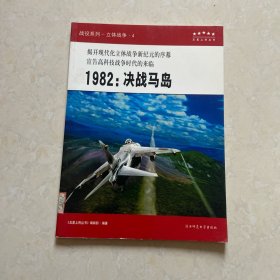 战役系列－立体战争·4
揭开现代化立体战争新纪元的序幕
宣告高科技战争时代的来临
1982：决战马岛